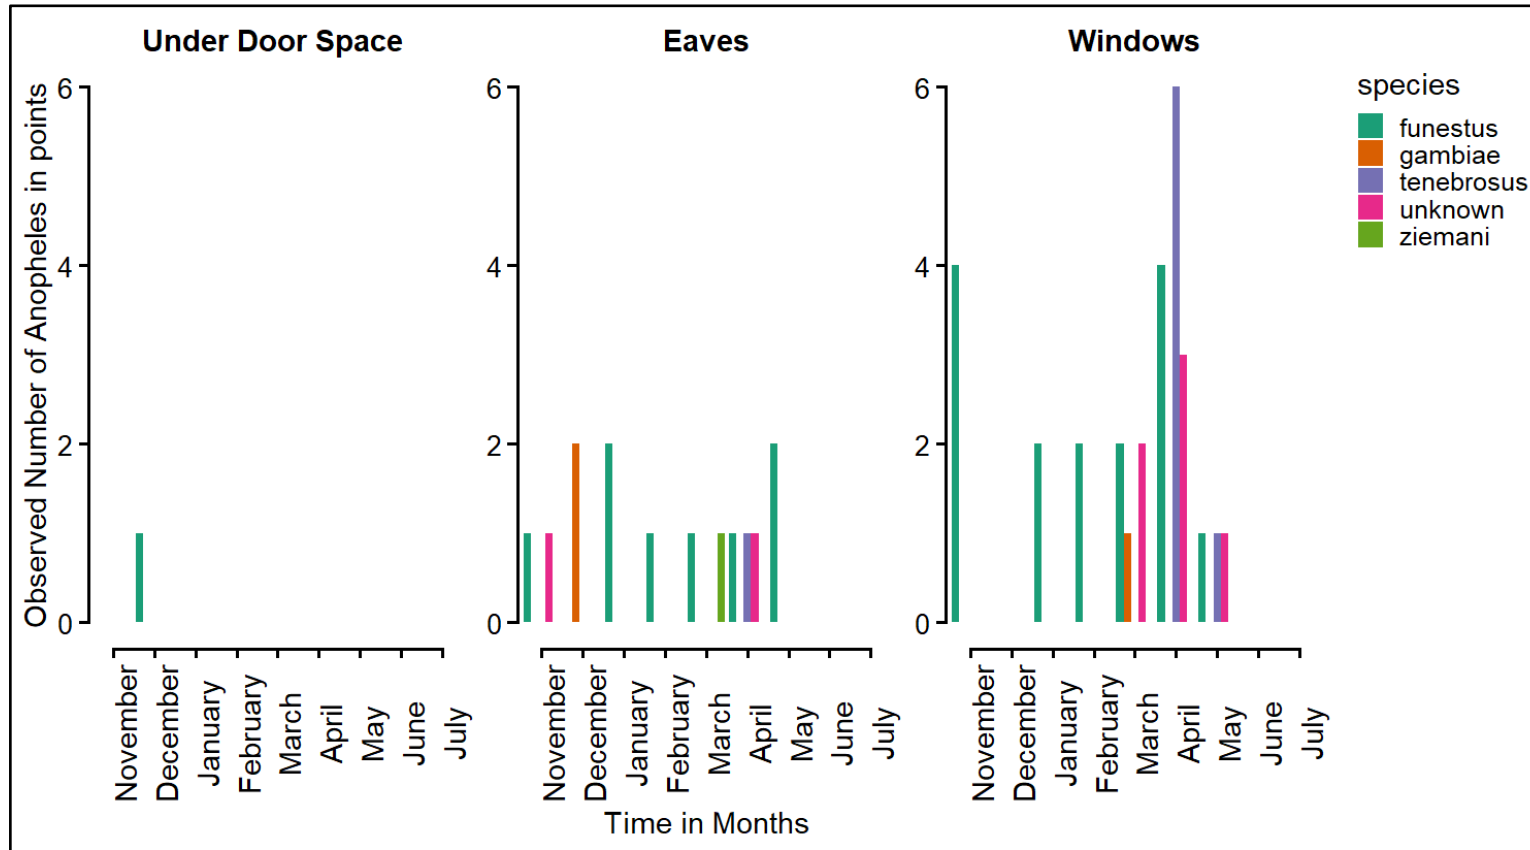 Under Door Space
Eaves
Windows
Observed Number of Anopheles in points
6
4
2
0
6
4
2
0
6
4
2
0
November
December
January
February
March
April
May
June
July
November
December
January
February
March
April
May
June
July
November
December
January
February
March
April
May
June
July
Time in Months
species
funestus
gambiae
tenebrosus
unknown
ziemani